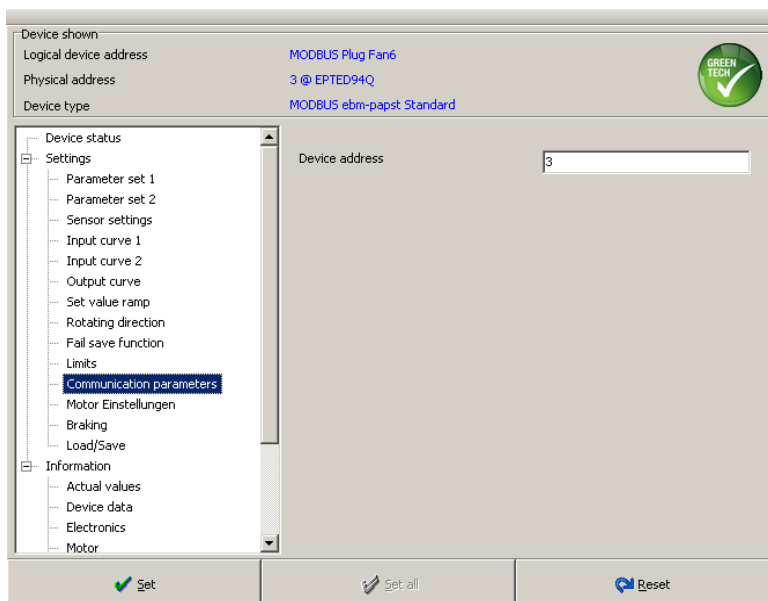 Device shown
Logical device address MODBUS Plug Fan6
Physical address 3 @ EPTED94Q
Device type MODBUS ebm-papst Standard
GREEN
TECH
Device status
Settings
Parameter set 1
Parameter set 2
Sensor settings
Input curve 1
Input curve 2
Output curve
Set value ramp
Rotating direction
Fail save function
Limits
Communication parameters
Motor Einstellungen
Braking
Load/Save
Information
Actual values
Device data
Electronics
Motor
Device address 3
Set Set all Reset